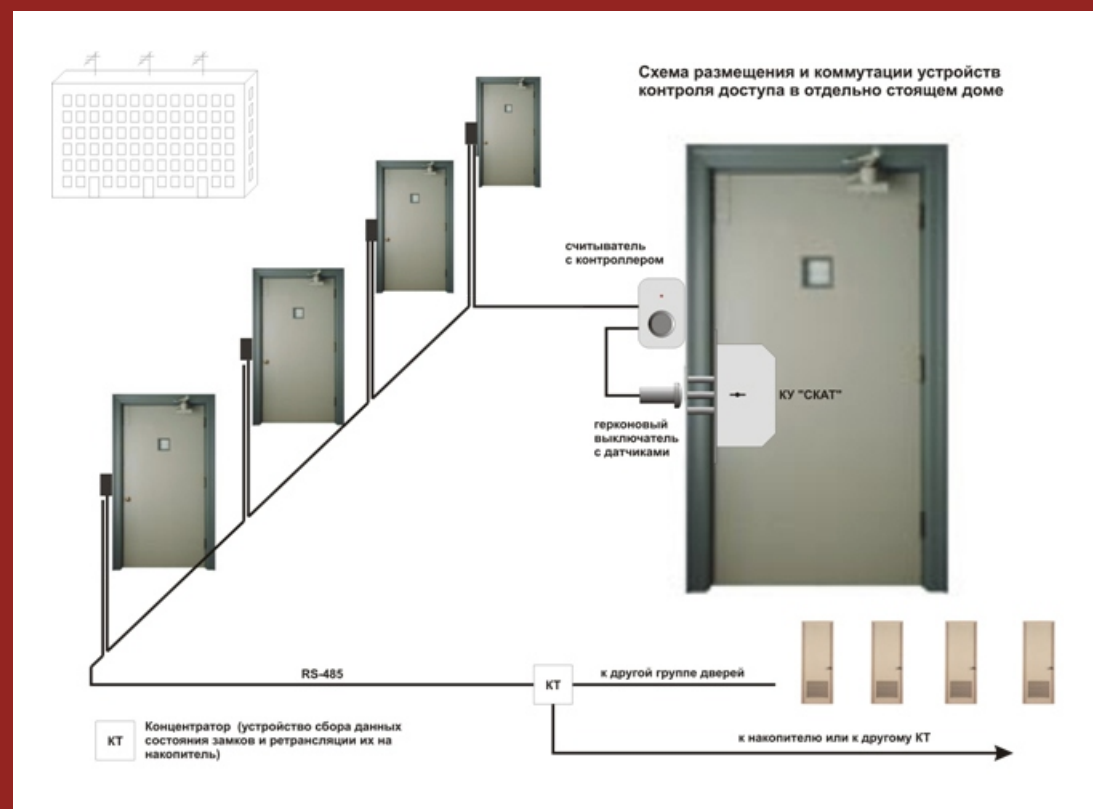 Схема размещения и коммутации устройств
контроля доступа в отдельно стоящем доме
считыватель
с контроллером
КУ "СКАТ"
герконовый
выключатель
с датчиками
RS-485
КТ
к другой группе дверей
КТ
Концентратор (устройство сбора данных
состояния замков и ретрансляции их на
накопитель)
к накопителю или к другому КТ